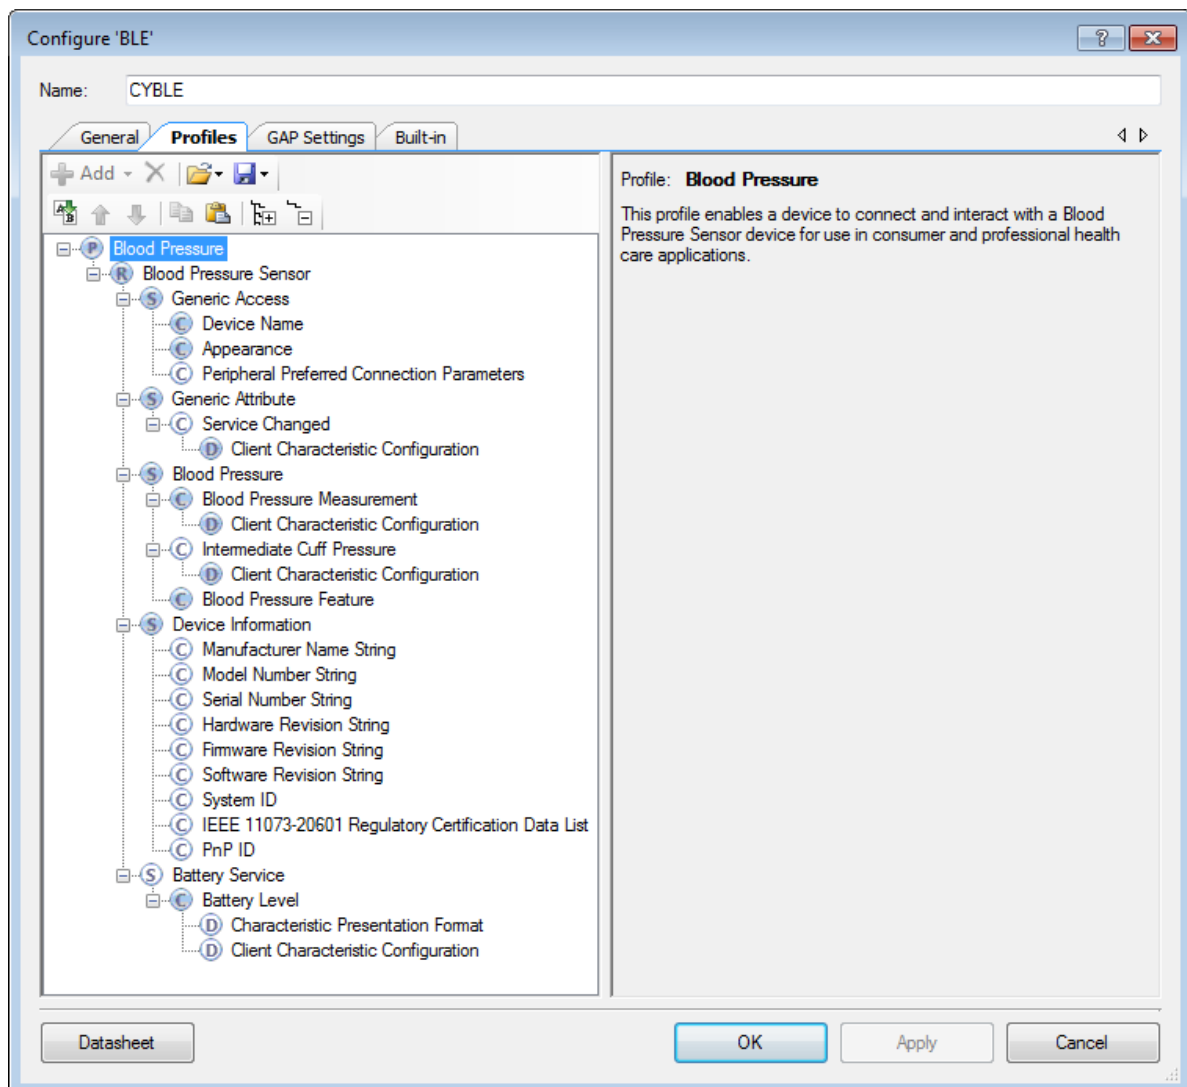 Configure 'BLE'
Name: CYBLE
General Profiles GAP Settings Built-in
Add
Profile: Blood Pressure
This profile enables a device to connect and interact with a Blood
Pressure Sensor device for use in consumer and professional health
care applications.
P Blood Pressure
R Blood Pressure Sensor
S Generic Access
C Device Name
C Appearance
C Peripheral Preferred Connection Parameters
S Generic Attribute
C Service Changed
D Client Characteristic Configuration
S Blood Pressure
C Blood Pressure Measurement
D Client Characteristic Configuration
C Intermediate Cuff Pressure
D Client Characteristic Configuration
C Blood Pressure Feature
S Device Information
C Manufacturer Name String
C Model Number String
C Serial Number String
C Hardware Revision String
C Firmware Revision String
C Software Revision String
C System ID
C IEEE 11073-20601 Regulatory Certification Data List
C PnP ID
S Battery Service
C Battery Level
D Characteristic Presentation Format
D Client Characteristic Configuration
Datasheet OK Apply Cancel